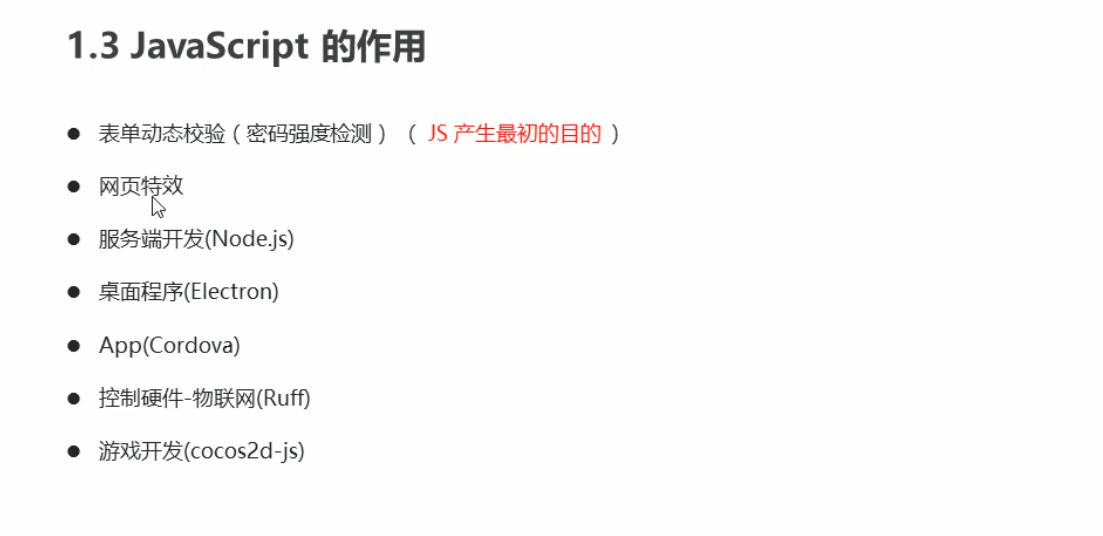 1.3 JavaScript 的作用
表单动态校验（密码强度检测）（ JS 产生最初的目的 ）
网页特效
服务端开发(Node.js)
桌面程序(Electron)
App(Cordova)
控制硬件-物联网(Ruff)
游戏开发(cocos2d-js)